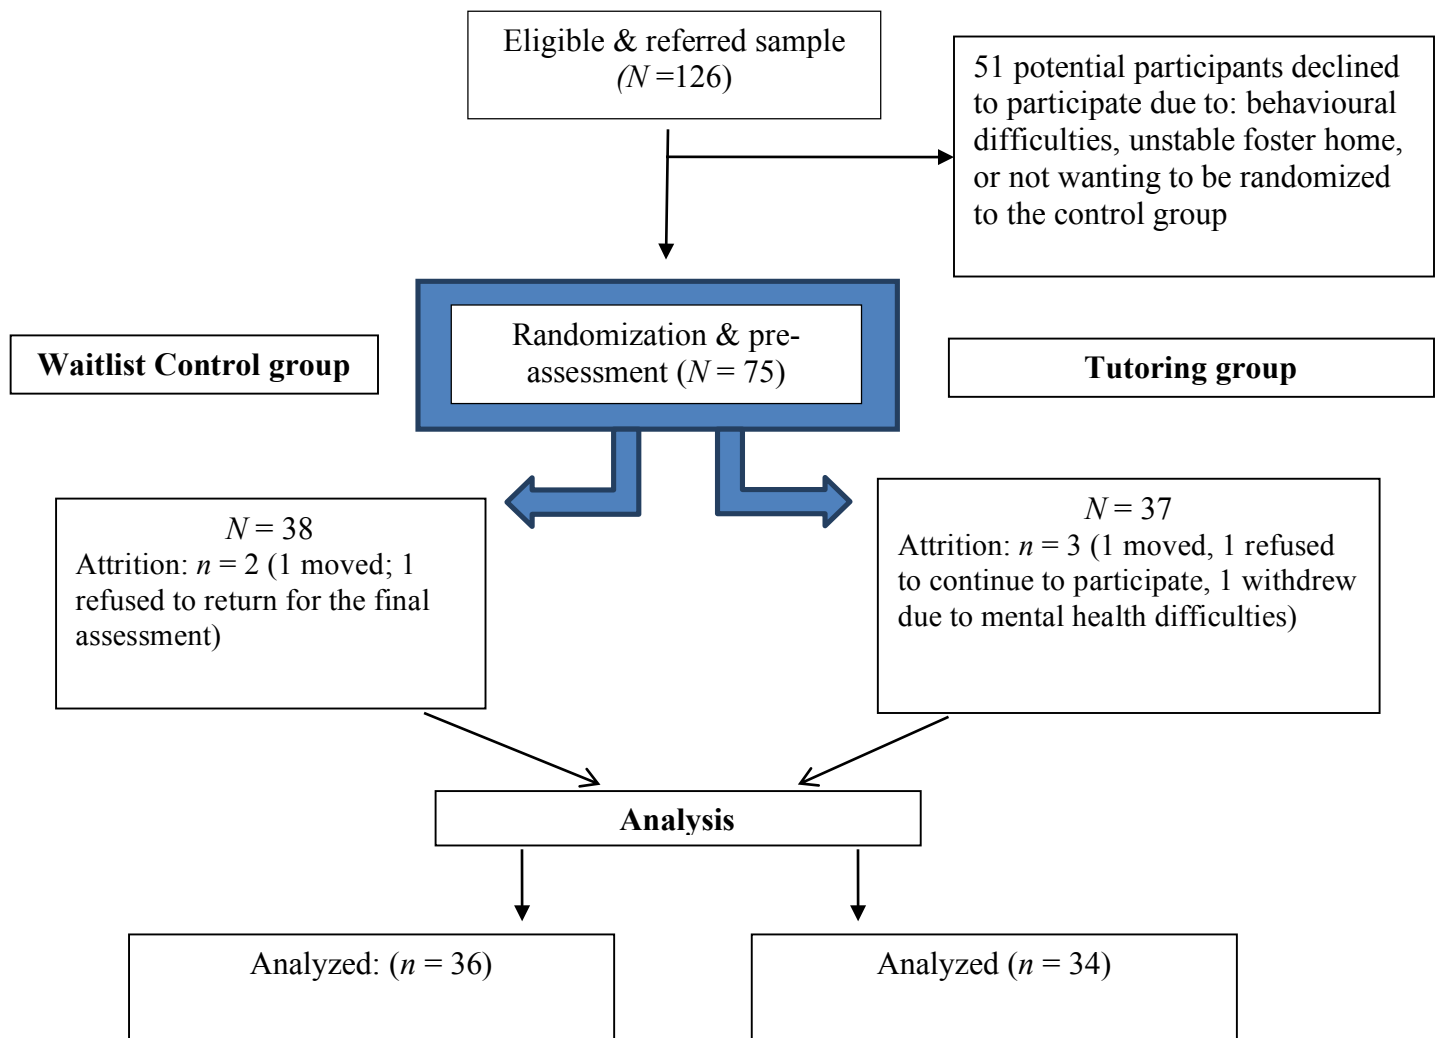 Eligible & referred sample
(N =126)
51 potential participants declined
to participate due to: behavioural
difficulties, unstable foster home,
or not wanting to be randomized
to the control group
Randomization & pre-
assessment (N = 75)
Waitlist Control group
Tutoring group
N = 38
Attrition: n = 2 (1 moved; 1
refused to return for the final
assessment)
N = 37
Attrition: n = 3 (1 moved, 1 refused
to continue to participate, 1 withdrew
due to mental health difficulties)
Analysis
Analyzed: (n = 36)
Analyzed (n = 34)